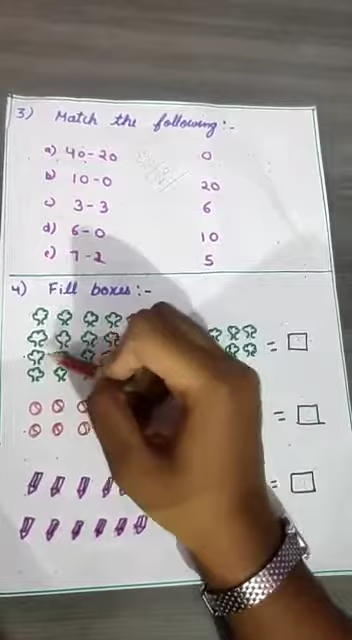 3) Match the following:-
a) 40-20 0
b) 10-0 20
c) 3-3 6
d) 6-0 10
e) 7-2 5
4) Fill boxes:-
= □
= □
= □